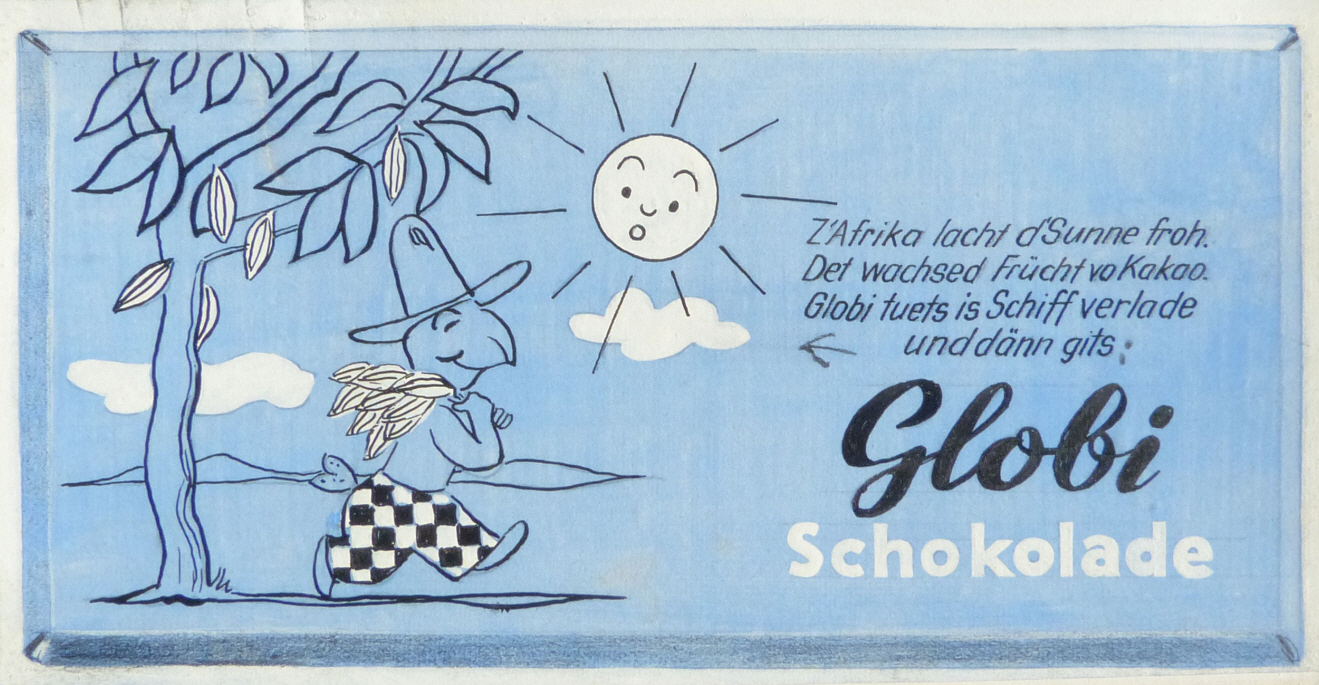 Z'Afrika lacht d'Sunne froh.
Det wachsed Frücht vo Kakao.
Globi tuets is Schiff verlade
und dänn gits:
Globi
Schokolade